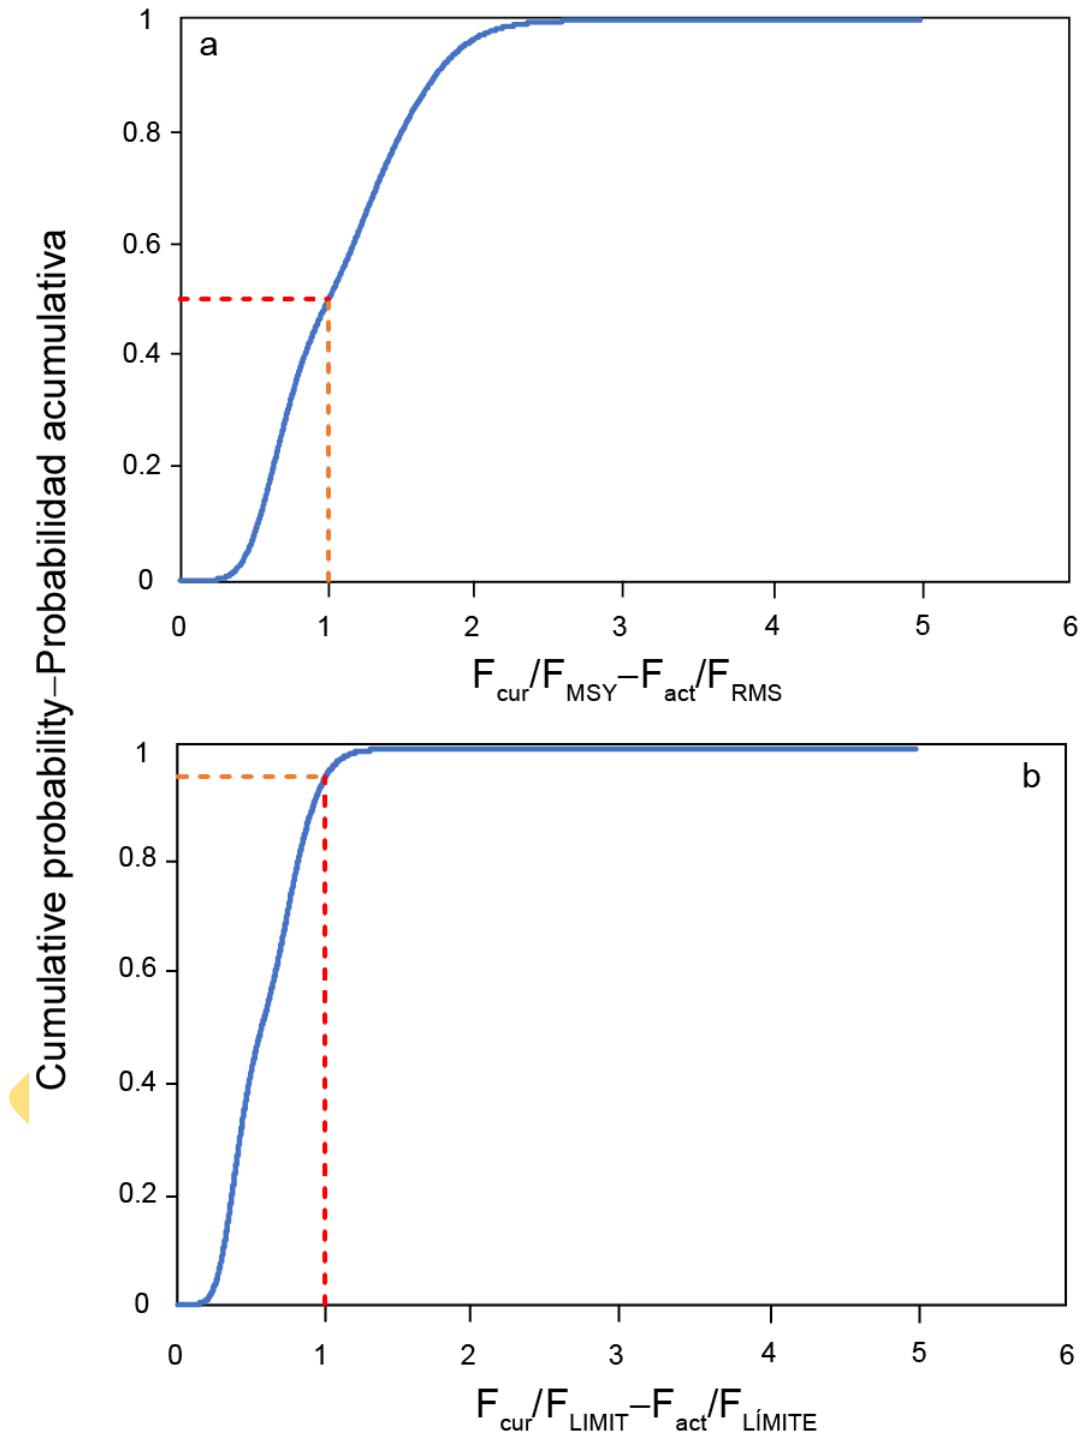 Cumulative probability–Probabilidad acumulativa
a
1
0.8
0.6
0.4
0.2
0
0 1 2 3 4 5 6
Fcur/FMSY–Fact/FRMS
b
1
0.8
0.6
0.4
0.2
0
0 1 2 3 4 5 6
Fcur/FLIMIT–Fact/FLÍMITE